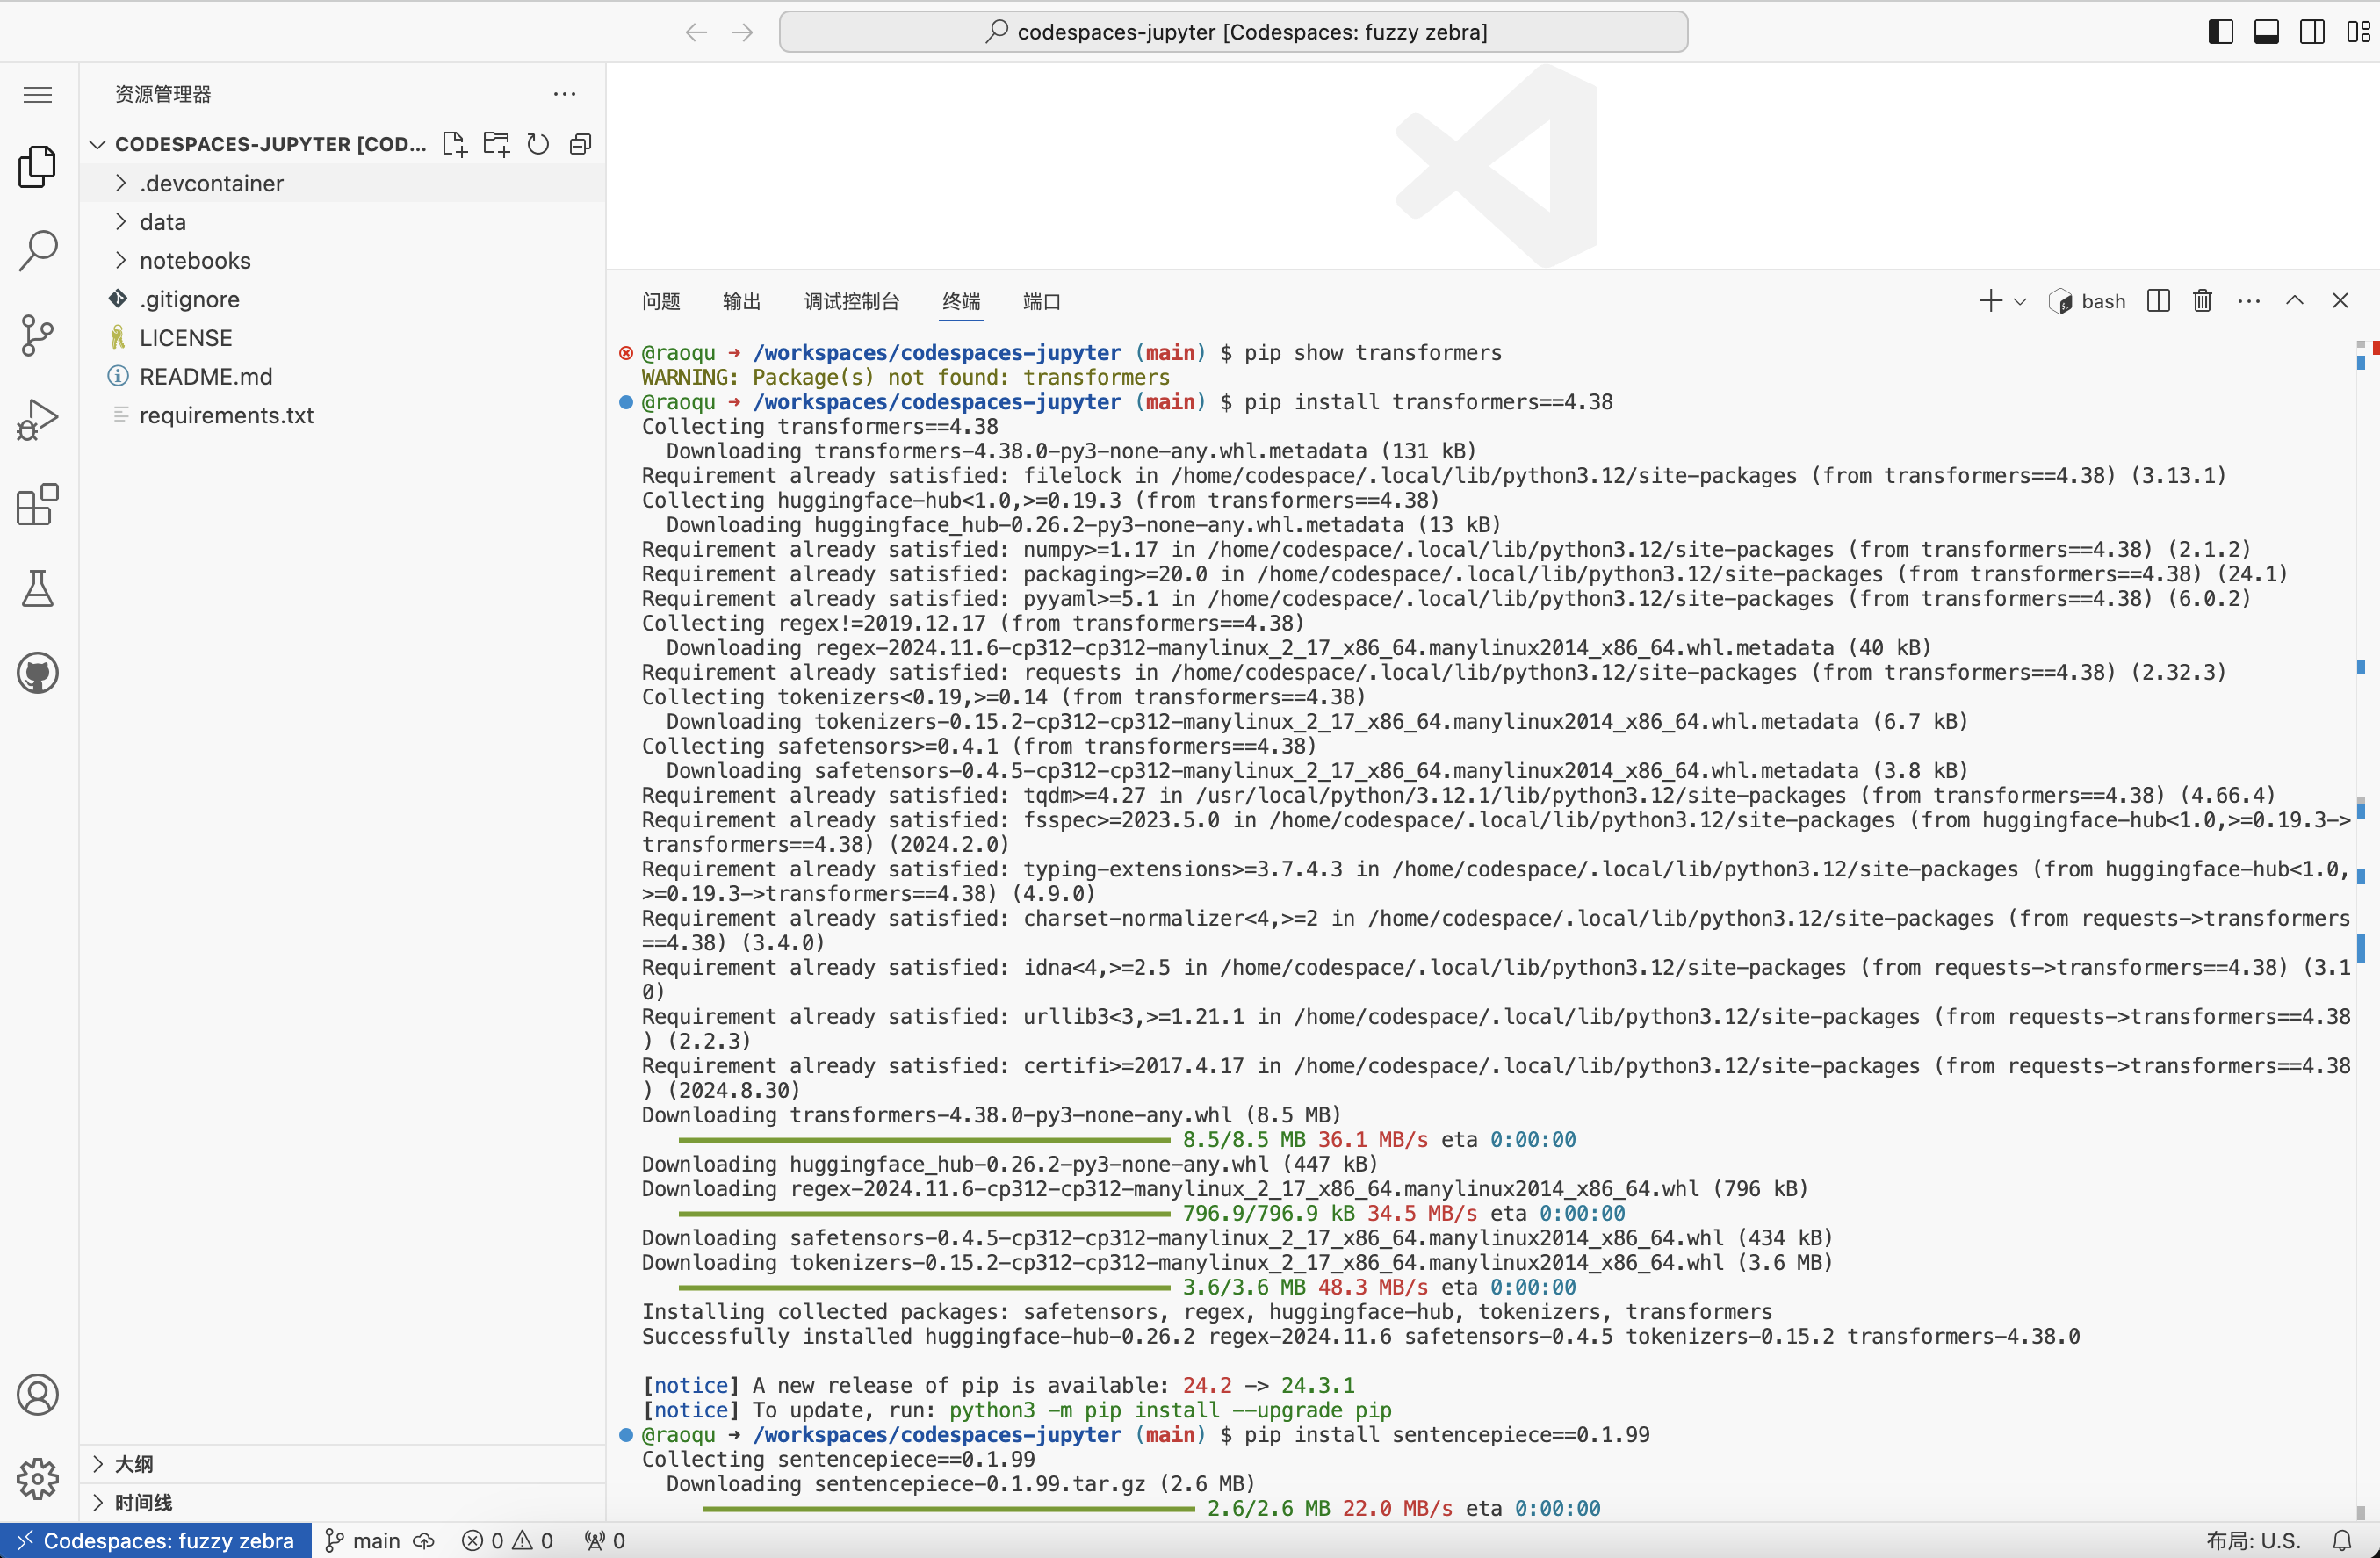 codespaces-jupyter [Codespaces: fuzzy zebra]
资源管理器
CODESPACES-JUPYTER [COD...
.devcontainer
data
notebooks
.gitignore
LICENSE
README.md
requirements.txt
大纲
时间线
问题 输出 调试控制台 终端 端口
bash
@raoqu ➜ /workspaces/codespaces-jupyter (main) $ pip show transformers
WARNING: Package(s) not found: transformers
@raoqu ➜ /workspaces/codespaces-jupyter (main) $ pip install transformers==4.38
Collecting transformers==4.38
Downloading transformers-4.38.0-py3-none-any.whl.metadata (131 kB)
Requirement already satisfied: filelock in /home/codespace/.local/lib/python3.12/site-packages (from transformers==4.38) (3.13.1)
Collecting huggingface-hub<1.0,>=0.19.3 (from transformers==4.38)
Downloading huggingface_hub-0.26.2-py3-none-any.whl.metadata (13 kB)
Requirement already satisfied: numpy>=1.17 in /home/codespace/.local/lib/python3.12/site-packages (from transformers==4.38) (2.1.2)
Requirement already satisfied: packaging>=20.0 in /home/codespace/.local/lib/python3.12/site-packages (from transformers==4.38) (24.1)
Requirement already satisfied: pyyaml>=5.1 in /home/codespace/.local/lib/python3.12/site-packages (from transformers==4.38) (6.0.2)
Collecting regex!=2019.12.17 (from transformers==4.38)
Downloading regex-2024.11.6-cp312-cp312-manylinux_2_17_x86_64.manylinux2014_x86_64.whl.metadata (40 kB)
Requirement already satisfied: requests in /home/codespace/.local/lib/python3.12/site-packages (from transformers==4.38) (2.32.3)
Collecting tokenizers<0.19,>=0.14 (from transformers==4.38)
Downloading tokenizers-0.15.2-cp312-cp312-manylinux_2_17_x86_64.manylinux2014_x86_64.whl.metadata (6.7 kB)
Collecting safetensors>=0.4.1 (from transformers==4.38)
Downloading safetensors-0.4.5-cp312-cp312-manylinux_2_17_x86_64.manylinux2014_x86_64.whl.metadata (3.8 kB)
Requirement already satisfied: tqdm>=4.27 in /usr/local/python/3.12.1/lib/python3.12/site-packages (from transformers==4.38) (4.66.4)
Requirement already satisfied: fsspec>=2023.5.0 in /home/codespace/.local/lib/python3.12/site-packages (from huggingface-hub<1.0,>=0.19.3->
transformers==4.38) (2024.2.0)
Requirement already satisfied: typing-extensions>=3.7.4.3 in /home/codespace/.local/lib/python3.12/site-packages (from huggingface-hub<1.0,
>=0.19.3->transformers==4.38) (4.9.0)
Requirement already satisfied: charset-normalizer<4,>=2 in /home/codespace/.local/lib/python3.12/site-packages (from requests->transformers
==4.38) (3.4.0)
Requirement already satisfied: idna<4,>=2.5 in /home/codespace/.local/lib/python3.12/site-packages (from requests->transformers==4.38) (3.1
0)
Requirement already satisfied: urllib3<3,>=1.21.1 in /home/codespace/.local/lib/python3.12/site-packages (from requests->transformers==4.38
) (2.2.3)
Requirement already satisfied: certifi>=2017.4.17 in /home/codespace/.local/lib/python3.12/site-packages (from requests->transformers==4.38
) (2024.8.30)
Downloading transformers-4.38.0-py3-none-any.whl (8.5 MB)
8.5/8.5 MB 36.1 MB/s eta 0:00:00
Downloading huggingface_hub-0.26.2-py3-none-any.whl (447 kB)
Downloading regex-2024.11.6-cp312-cp312-manylinux_2_17_x86_64.manylinux2014_x86_64.whl (796 kB)
796.9/796.9 kB 34.5 MB/s eta 0:00:00
Downloading safetensors-0.4.5-cp312-cp312-manylinux_2_17_x86_64.manylinux2014_x86_64.whl (434 kB)
Downloading tokenizers-0.15.2-cp312-cp312-manylinux_2_17_x86_64.manylinux2014_x86_64.whl (3.6 MB)
3.6/3.6 MB 48.3 MB/s eta 0:00:00
Installing collected packages: safetensors, regex, huggingface-hub, tokenizers, transformers
Successfully installed huggingface-hub-0.26.2 regex-2024.11.6 safetensors-0.4.5 tokenizers-0.15.2 transformers-4.38.0
[notice] A new release of pip is available: 24.2 -> 24.3.1
[notice] To update, run: python3 -m pip install --upgrade pip
@raoqu ➜ /workspaces/codespaces-jupyter (main) $ pip install sentencepiece==0.1.99
Collecting sentencepiece==0.1.99
Downloading sentencepiece-0.1.99.tar.gz (2.6 MB)
2.6/2.6 MB 22.0 MB/s eta 0:00:00
Codespaces: fuzzy zebra main 0 0 0 布局: U.S.